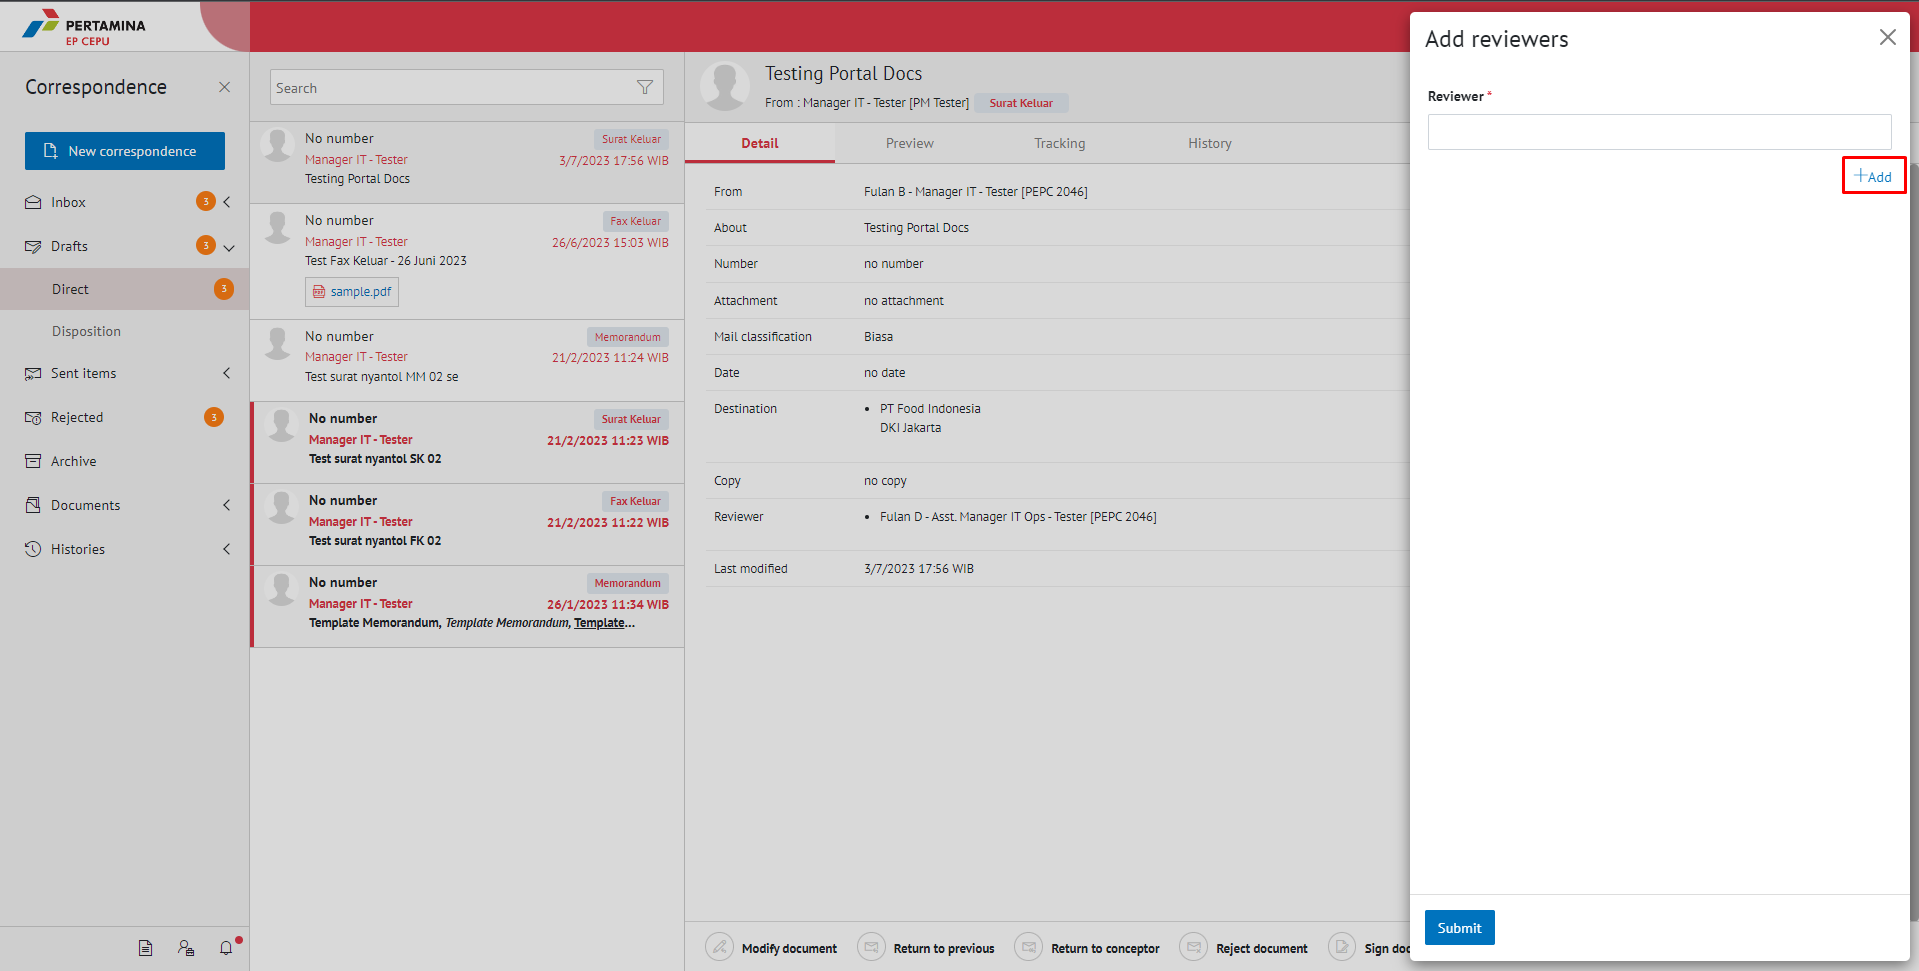 PERTAMINA
EP CEPU
Correspondence
New correspondence
Inbox 3
Drafts 3
Direct 3
Disposition
Sent items
Rejected 3
Archive
Documents
Histories
Search
No number Surat Keluar
Manager IT - Tester 3/7/2023 17:56 WIB
Testing Portal Docs
No number Fax Keluar
Manager IT - Tester 26/6/2023 15:03 WIB
Test Fax Keluar - 26 Juni 2023
sample.pdf
No number Memorandum
Manager IT - Tester 21/2/2023 11:24 WIB
Test surat nyantol MM 02 se
No number Surat Keluar
Manager IT - Tester 21/2/2023 11:23 WIB
Test surat nyantol SK 02
No number Fax Keluar
Manager IT - Tester 21/2/2023 11:22 WIB
Test surat nyantol FK 02
No number Memorandum
Manager IT - Tester 26/1/2023 11:34 WIB
Template Memorandum, Template Memorandum, Template...
Testing Portal Docs
From : Manager IT - Tester [PM Tester] Surat Keluar
Detail Preview Tracking History
From Fulan B - Manager IT - Tester [PEPC 2046]
About Testing Portal Docs
Number no number
Attachment no attachment
Mail classification Biasa
Date no date
Destination • PT Food Indonesia
DKI Jakarta
Copy no copy
Reviewer • Fulan D - Asst. Manager IT Ops - Tester [PEPC 2046]
Last modified 3/7/2023 17:56 WIB
Modify document Return to previous Return to conceptor Reject document Sign doc
Add reviewers
Reviewer *
+Add
Submit